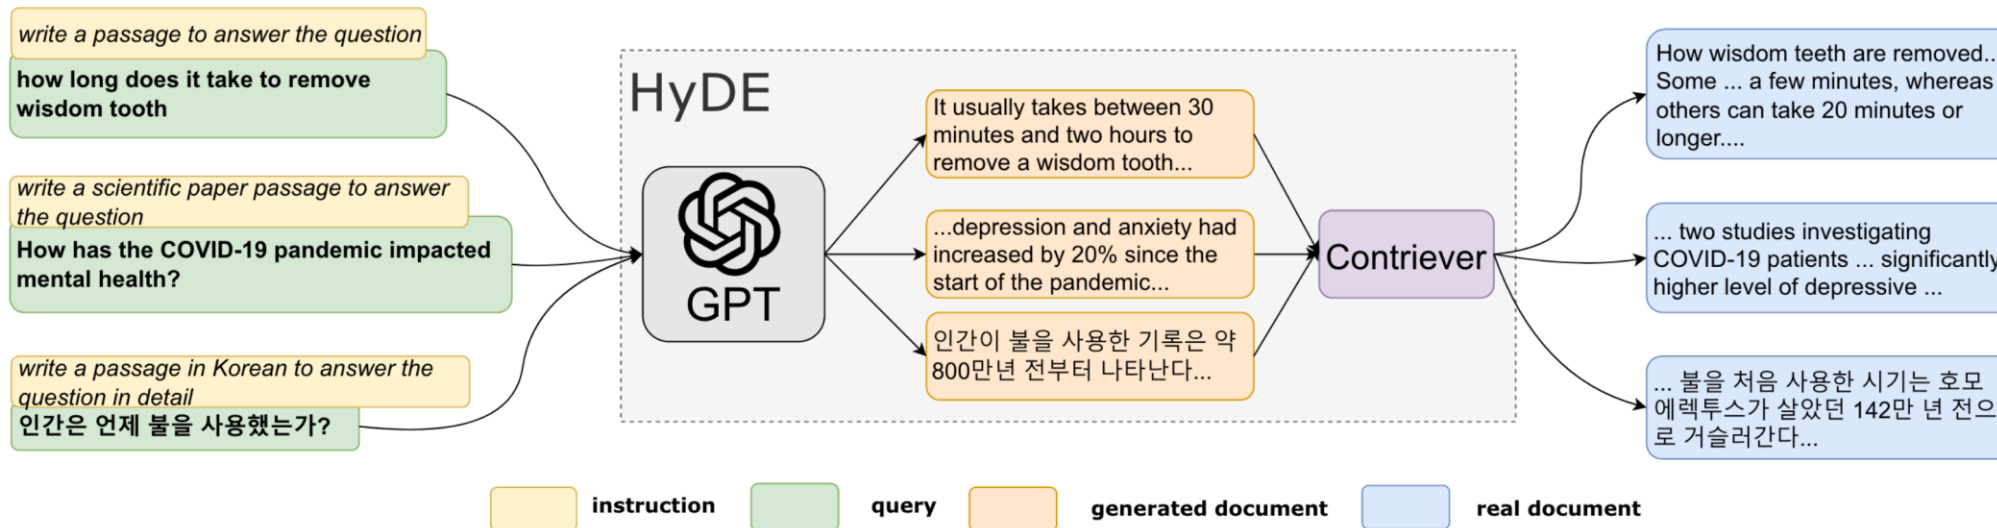 write a passage to answer the question
how long does it take to remove
wisdom tooth
write a scientific paper passage to answer
the question
How has the COVID-19 pandemic impacted
mental health?
write a passage in Korean to answer the
question in detail
인간은 언제 불을 사용했는가?
HyDE
GPT
It usually takes between 30
minutes and two hours to
remove a wisdom tooth...
...depression and anxiety had
increased by 20% since the
start of the pandemic...
인간이 불을 사용한 기록은 약
800만년 전부터 나타난다...
Contriever
How wisdom teeth are removed...
Some ... a few minutes, whereas
others can take 20 minutes or
longer....
... two studies investigating
COVID-19 patients ... significantly
higher level of depressive ...
... 불을 처음 사용한 시기는 호모
에렉투스가 살았던 142만 년 전으
로 거슬러간다...
instruction
query
generated document
real document